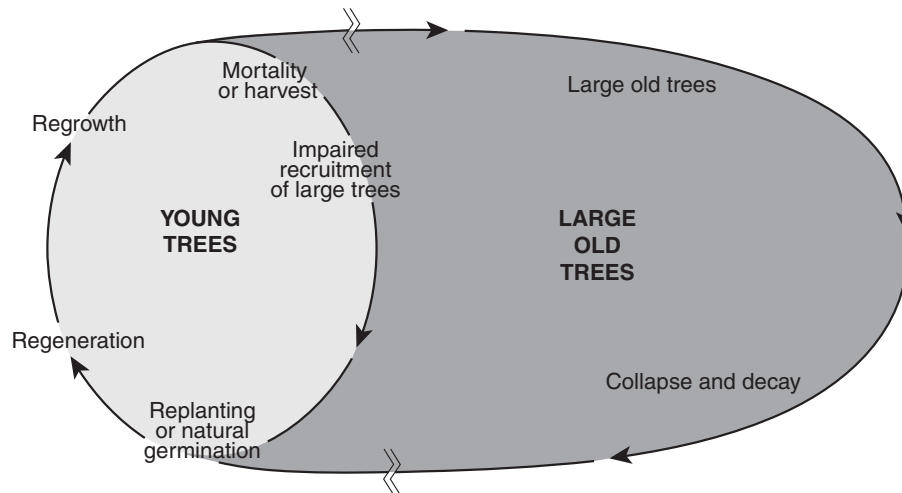 Mortality
or harvest
Large old trees
Regrowth
Impaired
recruitment
of large trees
YOUNG
TREES
LARGE
OLD
TREES
Regeneration
Collapse and decay
Replanting
or natural
germination